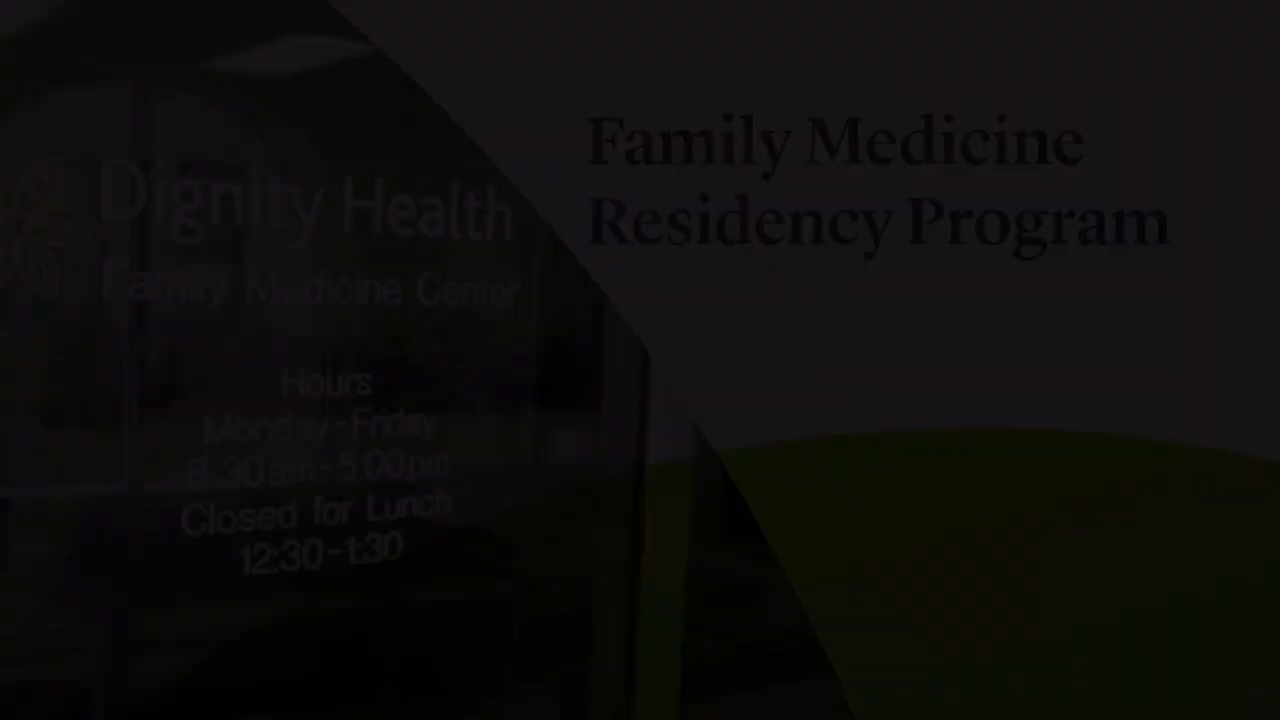 Dignity Health
Family Medicine Center
Hours
Monday-Friday
8:30am-5:00pm
Closed for Lunch
12:30-1:30
Family Medicine
Residency Program